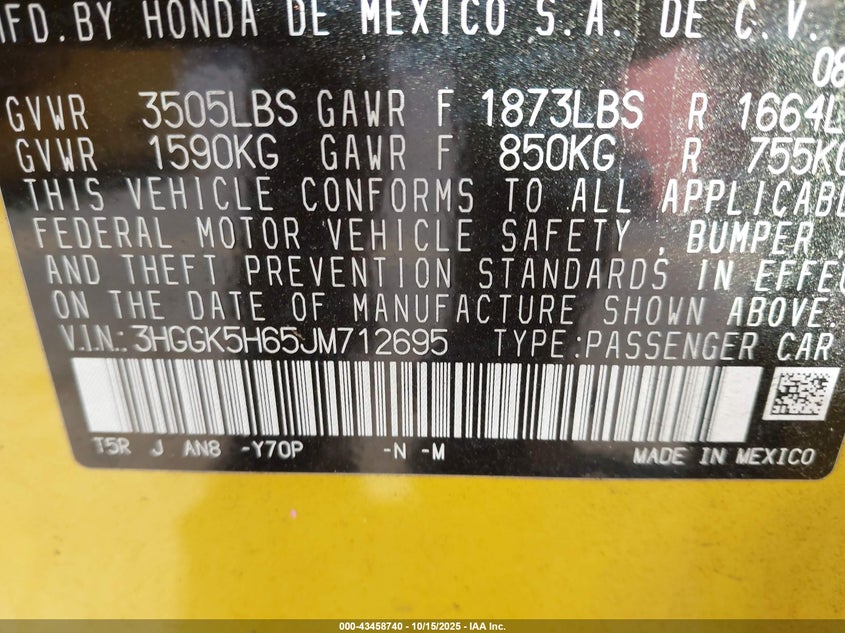 MFD. BY HONDA DE MEXICO S.A. DE C.V.
08
GVWR 3505LBS GAWR F 1873LBS R 1664L
GVWR 1590KG GAWR F 850KG R 755KG
THIS VEHICLE CONFORMS TO ALL APPLICABL
FEDERAL MOTOR VEHICLE SAFETY , BUMPER ,
AND THEFT PREVENTION STANDARDS IN EFFEC
ON THE DATE OF MANUFACTURE SHOWN ABOVE.
V.I.N.: 3HGGK5H65JM712695 TYPE:PASSENGER CAR
T5R J AN8 -Y70P -N -M MADE IN MEXICO
000-43458740 - 10/15/2025 - IAA Inc.